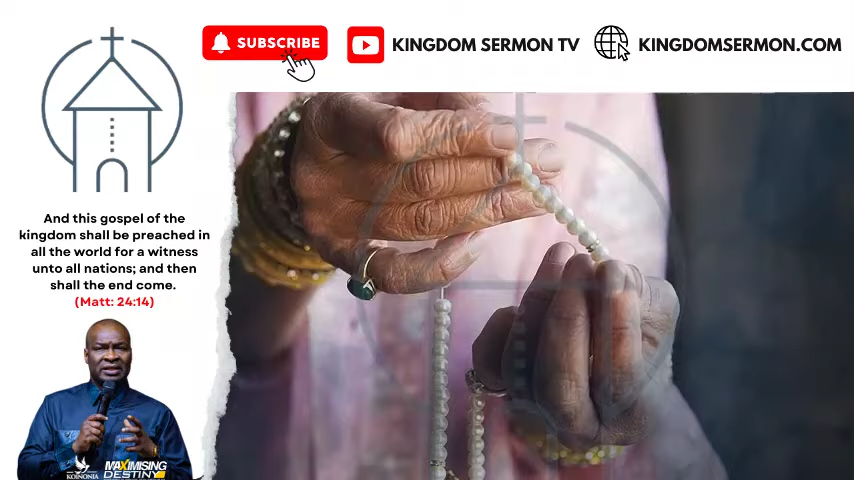 SUBSCRIBE
KINGDOM SERMON TV
KINGDOMSERMON.COM
And this gospel of the
kingdom shall be preached in
all the world for a witness
unto all nations; and then
shall the end come.
(Matt: 24:14)
KOINONIA
MAXIMISING
DESTINY